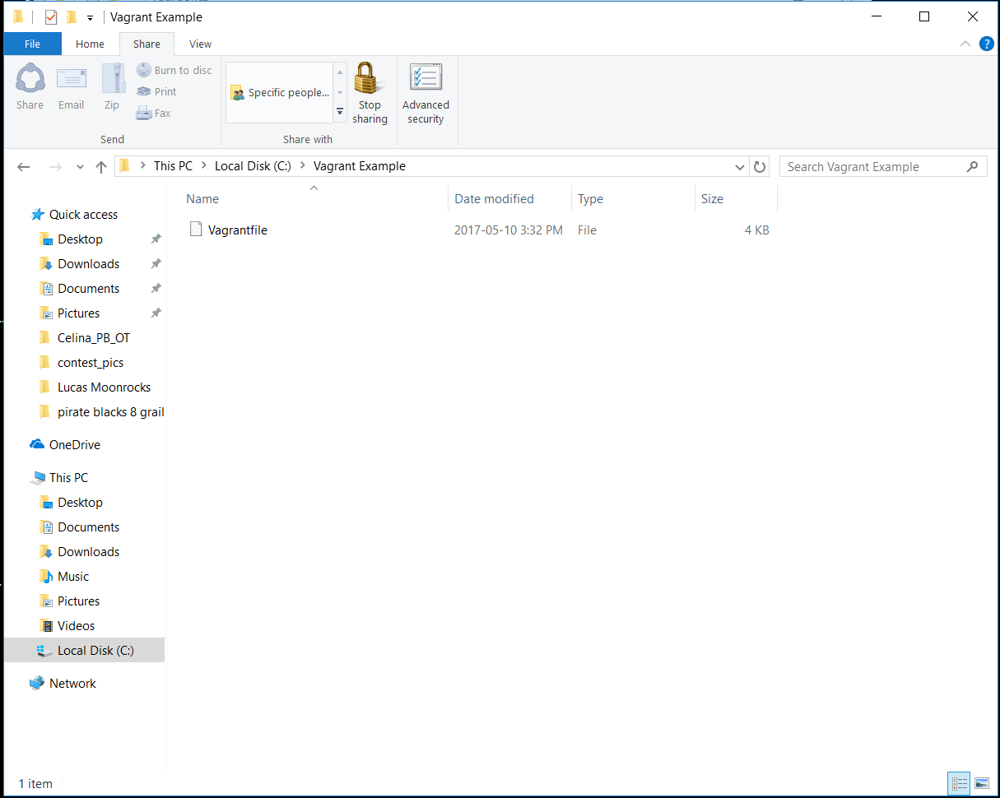 Vagrant Example
File Home Share View
Share Email Zip Burn to disc
Print
Fax
Send
Specific people...
Share with
Stop sharing
Advanced security
This PC > Local Disk (C:) > Vagrant Example
Search Vagrant Example
Name Date modified Type Size
Vagrantfile 2017-05-10 3:32 PM File 4 KB
Quick access
Desktop
Downloads
Documents
Pictures
Celina_PB_OT
contest_pics
Lucas Moonrocks
pirate blacks 8 grail
OneDrive
This PC
Desktop
Documents
Downloads
Music
Pictures
Videos
Local Disk (C:)
Network
1 item